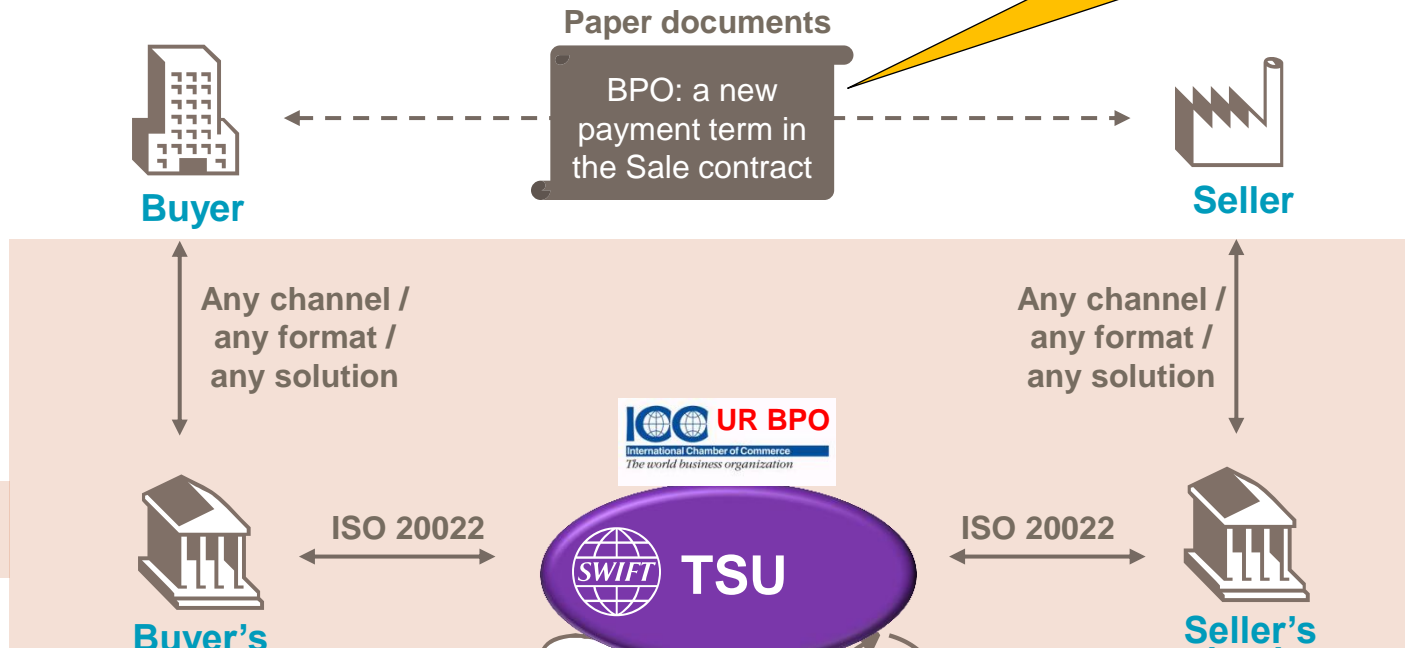 Paper documents
BPO: a new
payment term in
the Sale contract
Buyer
Seller
Any channel /
any format /
any solution
Any channel /
any format /
any solution
ICC UR BPO
International Chamber of Commerce
The world business organization
ISO 20022
ISO 20022
SWIFT TSU
Buyer's
Seller's